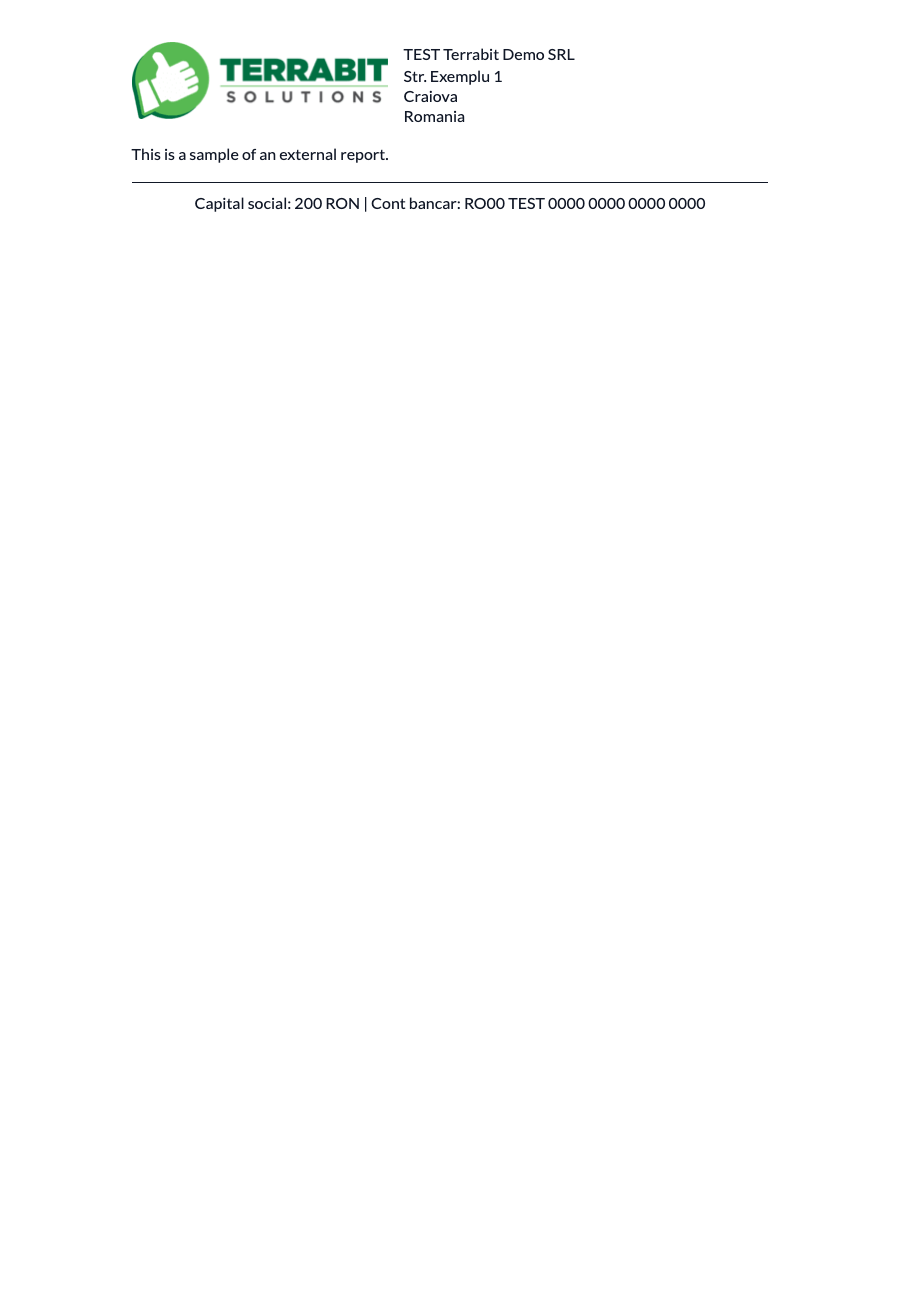 TERRABIT
SOLUTIONS
TEST Terrabit Demo SRL
Str. Exemplu 1
Craiova
Romania
This is a sample of an external report.
Capital social: 200 RON | Cont bancar: RO00 TEST 0000 0000 0000 0000